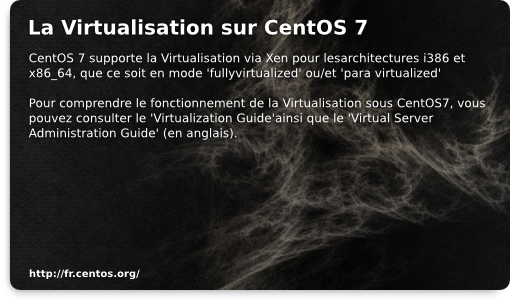 La Virtualisation sur CentOS 7
CentOS 7 supporte la Virtualisation via Xen pour lesarchitectures i386 et
x86_64, que ce soit en mode 'fullyvirtualized' ou/et 'para virtualized'
Pour comprendre le fonctionnement de la Virtualisation sous CentOS7, vous
pouvez consulter le 'Virtualization Guide'ainsi que le 'Virtual Server
Administration Guide' (en anglais).
http://fr.centos.org/